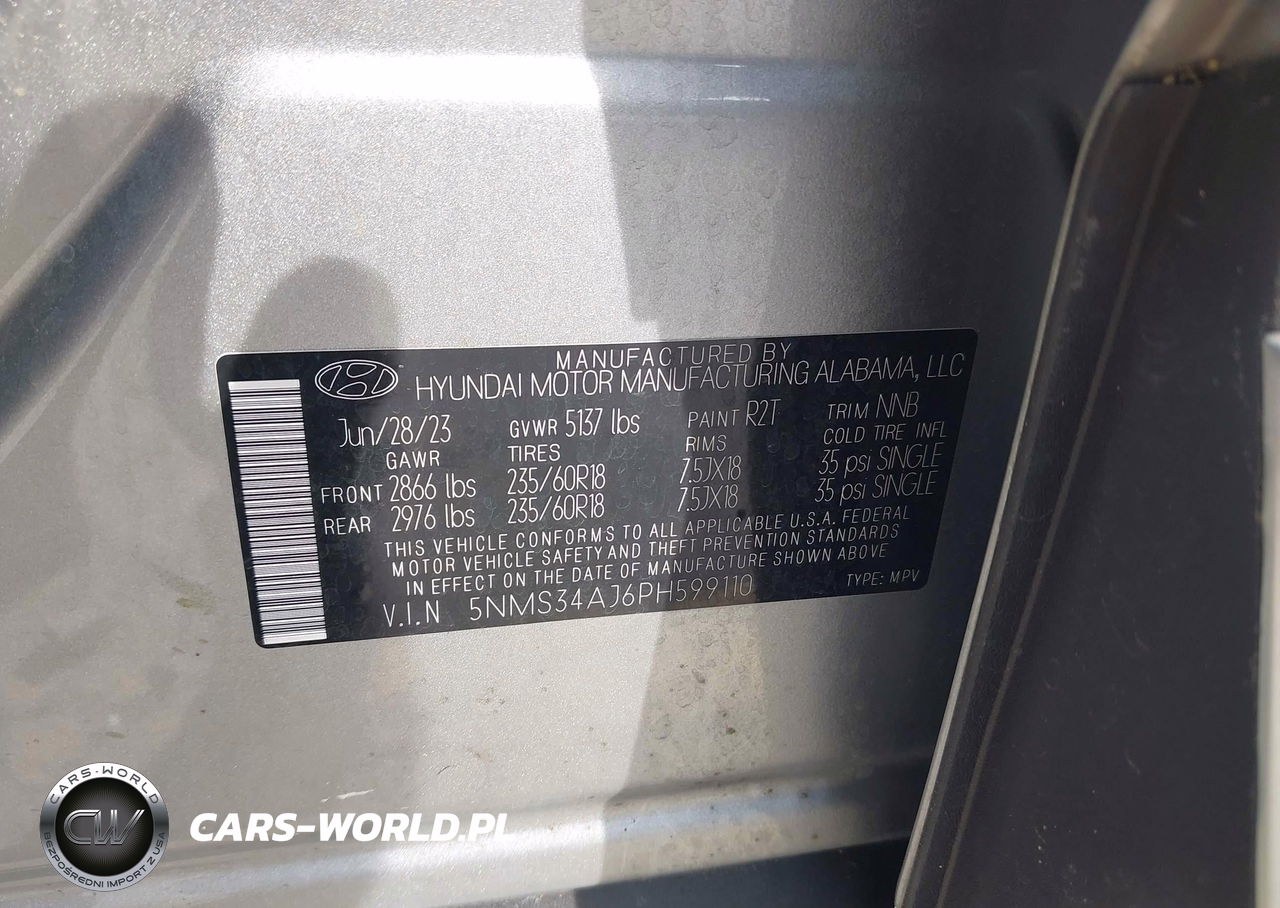 MANUFACTURED BY
HYUNDAI MOTOR MANUFACTURING ALABAMA, LLC
Jun/28/23 GVWR 5137 lbs PAINT R2T TRIM NNB
GAWR TIRES RIMS COLD TIRE INFL
FRONT 2866 lbs 235/60R18 7.5JX18 35 psi SINGLE
REAR 2976 lbs 235/60R18 7.5JX18 35 psi SINGLE
THIS VEHICLE CONFORMS TO ALL APPLICABLE U.S.A. FEDERAL
MOTOR VEHICLE SAFETY AND THEFT PREVENTION STANDARDS
IN EFFECT ON THE DATE OF MANUFACTURE SHOWN ABOVE
V.I.N 5NMS34AJ6PH599110 TYPE: MPV
CARS-WORLD
CW
BEZPOŚREDNI IMPORT Z USA
CARS-WORLD.PL